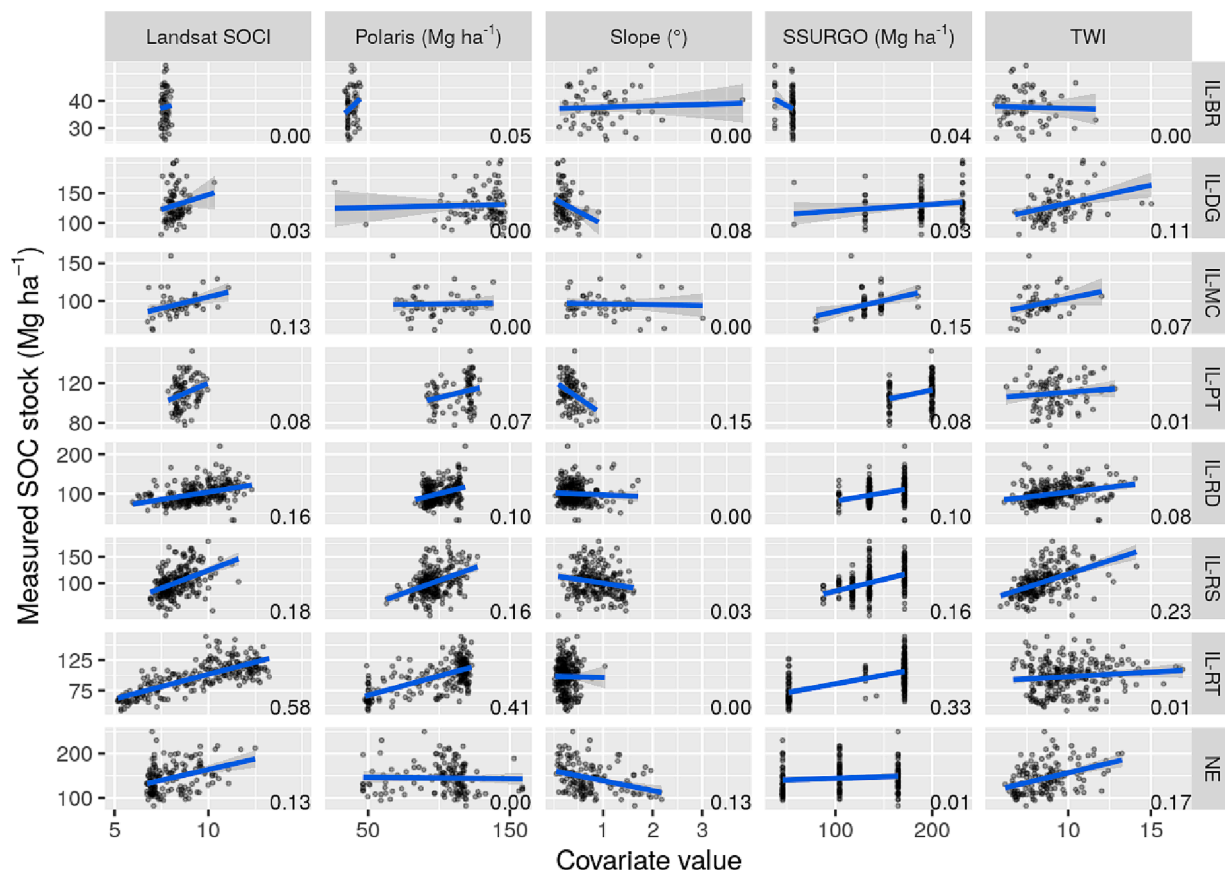 Landsat SOCI Polaris (Mg ha⁻¹) Slope (°) SSURGO (Mg ha⁻¹) TWI
Measured SOC stock (Mg ha⁻¹)
40
30
0.00 0.05 0.00 0.04 0.00
IL-BR
150
100
0.03 0.00 0.08 0.03 0.11
IL-DG
150
100
0.13 0.00 0.00 0.15 0.07
IL-MC
120
100
80
0.08 0.07 0.15 0.08 0.01
IL-PT
200
100
0.16 0.10 0.00 0.10 0.08
IL-RD
150
100
0.18 0.16 0.03 0.16 0.23
IL-RS
125
75
0.58 0.41 0.00 0.33 0.01
IL-RT
200
100
0.13 0.00 0.13 0.01 0.17
NE
5 10 50 150 1 2 3 100 200 10 15
Covariate value